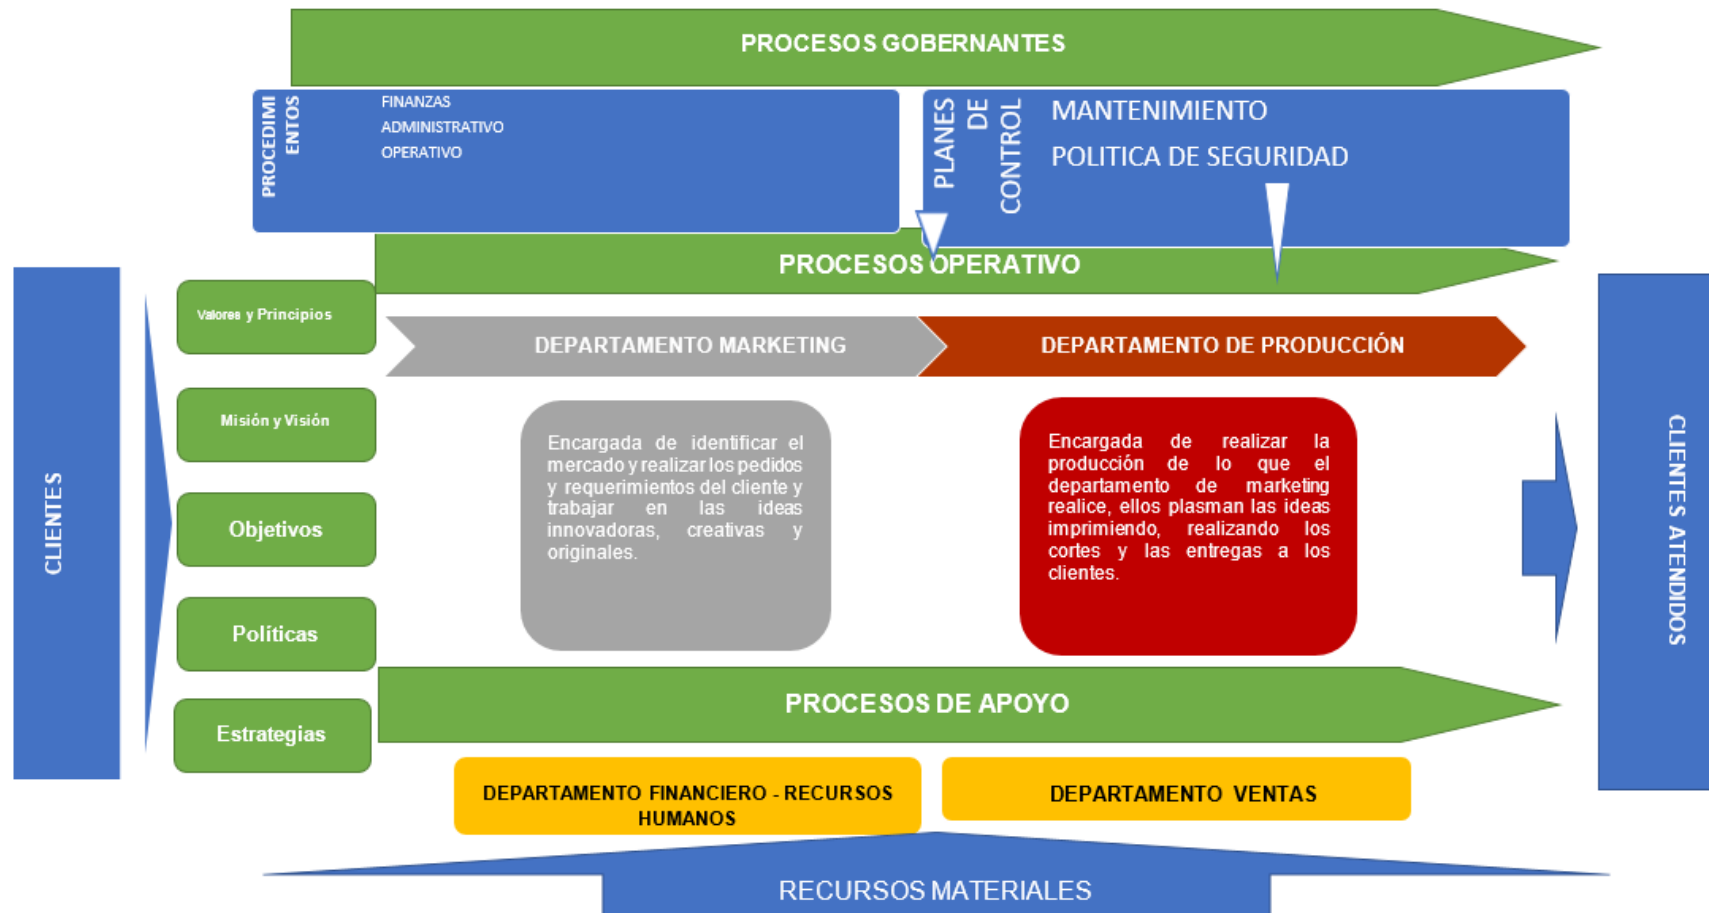 PROCESOS GOBERNANTES
PROCEDIMI
ENTOS
FINANZAS
ADMINISTRATIVO
OPERATIVO
PLANES
DE
CONTROL
MANTENIMIENTO
POLITICA DE SEGURIDAD
PROCESOS OPERATIVO
CLIENTES
Valores y Principios
Misión y Visión
Objetivos
Políticas
Estrategias
DEPARTAMENTO MARKETING
DEPARTAMENTO DE PRODUCCIÓN
Encargada de identificar el
mercado y realizar los pedidos
y requerimientos del cliente y
trabajar en las ideas
innovadoras, creativas y
originales.
Encargada de realizar la
producción de lo que el
departamento de marketing
realice, ellos plasman las ideas
imprimiendo, realizando los
cortes y las entregas a los
clientes.
CLIENTES ATENDIDOS
PROCESOS DE APOYO
DEPARTAMENTO FINANCIERO - RECURSOS
HUMANOS
DEPARTAMENTO VENTAS
RECURSOS MATERIALES